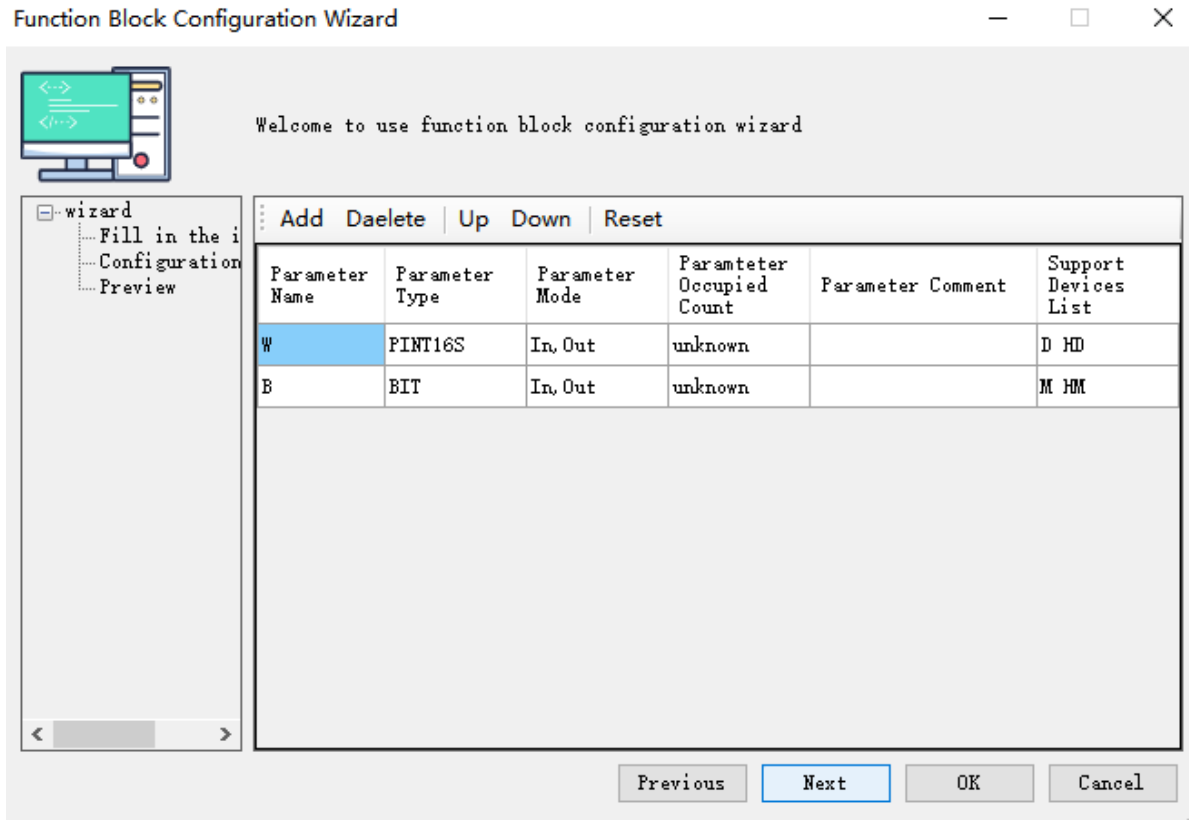 Function Block Configuration Wizard
Welcome to use function block configuration wizard
wizard
Fill in the i
Configuration
Preview
Add Daelete Up Down Reset
Parameter Name
Parameter Type
Parameter Mode
Paramteter Occupied Count
Parameter Comment
Support Devices List
W PINT16S In, Out unknown D HD
B BIT In, Out unknown M HM
Previous Next OK Cancel